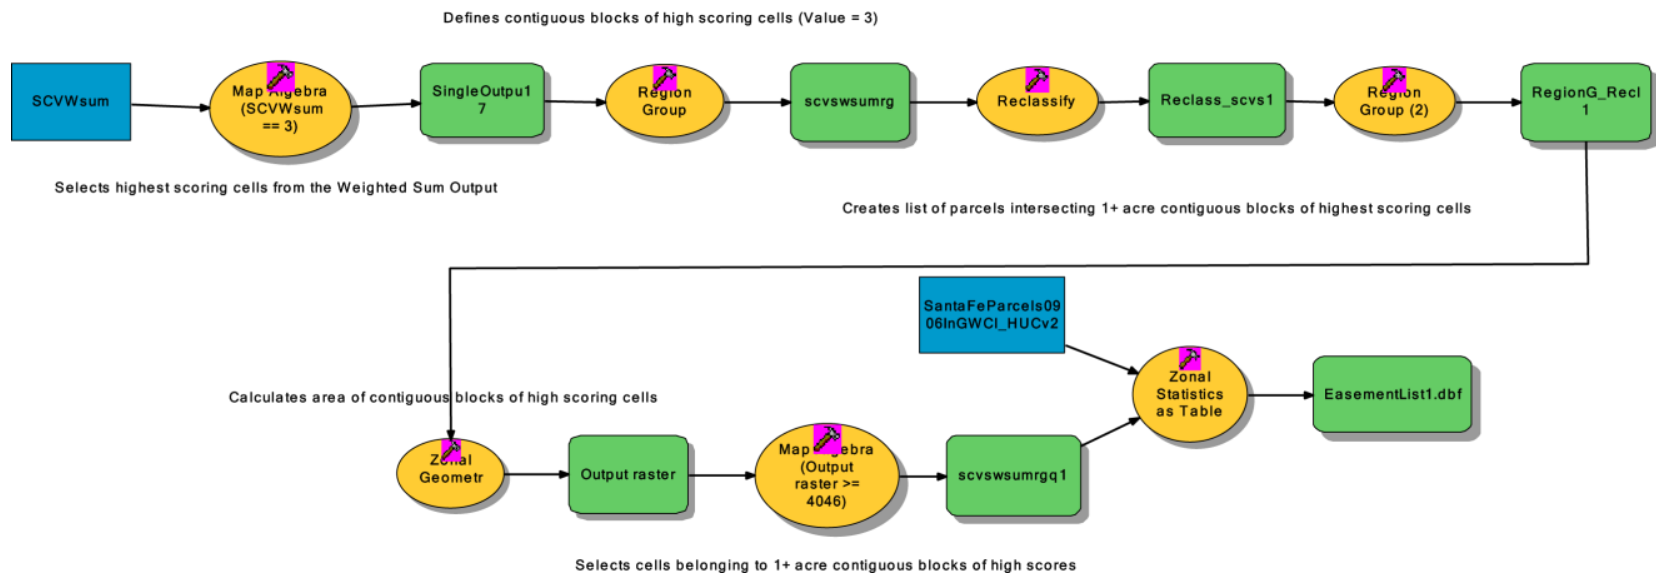 Defines contiguous blocks of high scoring cells (Value = 3)
SCVWsum
Map Algebra
(SCVWsum
== 3)
SingleOutpu1
7
Region
Group
scvswsumrg
Reclassify
Reclass_scvs1
Region
Group (2)
RegionG_Recl
1
Selects highest scoring cells from the Weighted Sum Output
Creates list of parcels intersecting 1+ acre contiguous blocks of highest scoring cells
SantaFeParcels09
06InGWCl_HUCv2
Zonal
Statistics
as Table
EasementList1.dbf
Calculates area of contiguous blocks of high scoring cells
Zonal
Geometr
Output raster
Map Algebra
(Output
raster >=
4046)
scvswsumrgq1
Selects cells belonging to 1+ acre contiguous blocks of high scores